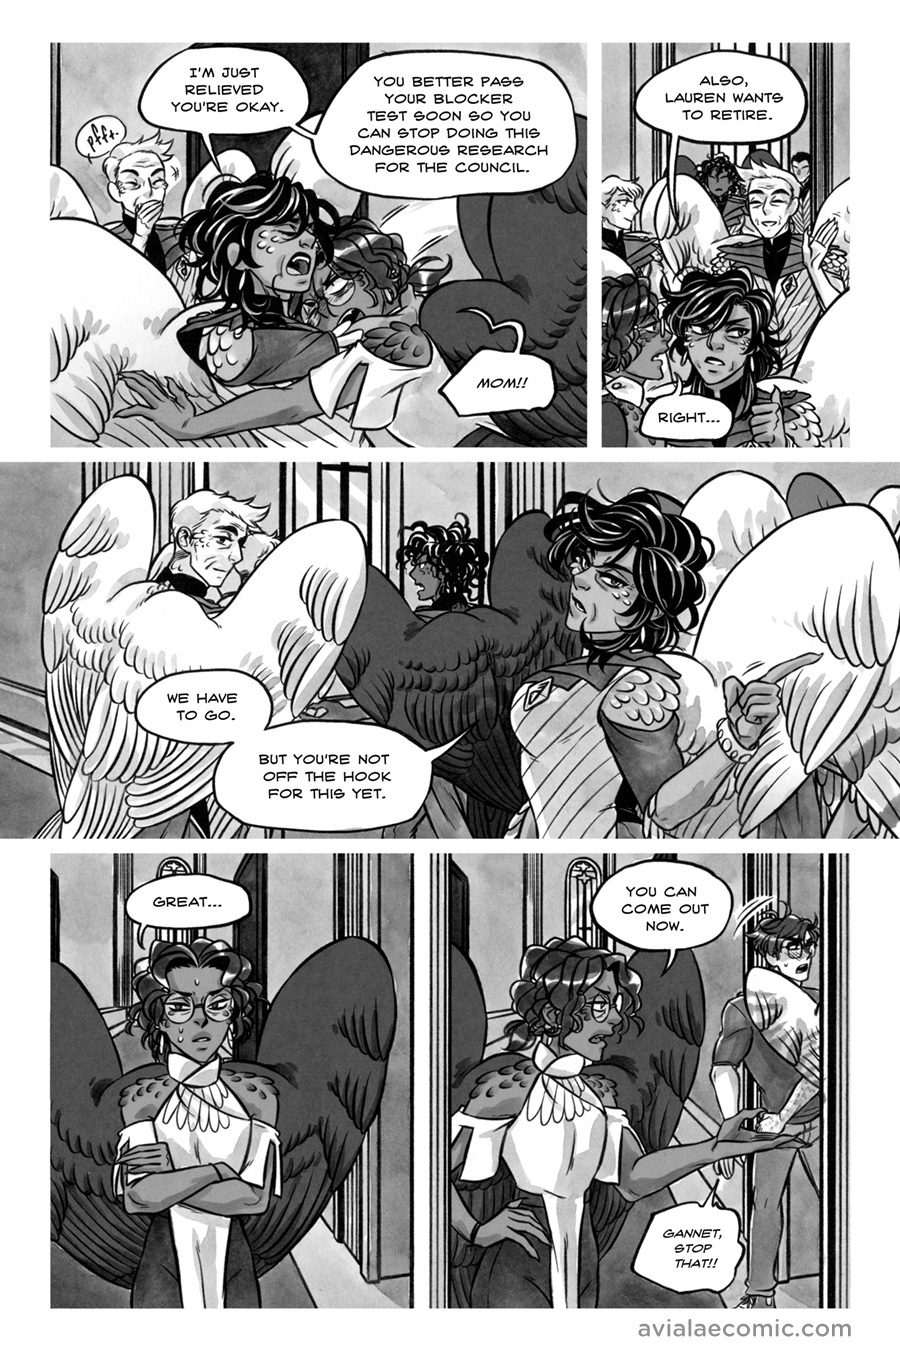 pfft.
I'M JUST
RELIEVED
YOU'RE OKAY.
YOU BETTER PASS
YOUR BLOCKER
TEST SOON SO YOU
CAN STOP DOING THIS
DANGEROUS RESEARCH
FOR THE COUNCIL.
MOM!!
ALSO,
LAUREN WANTS
TO RETIRE.
RIGHT...
WE HAVE
TO GO.
BUT YOU'RE NOT
OFF THE HOOK
FOR THIS YET.
GREAT...
YOU CAN
COME OUT
NOW.
GANNET,
STOP
THAT!!
avialaecomic.com